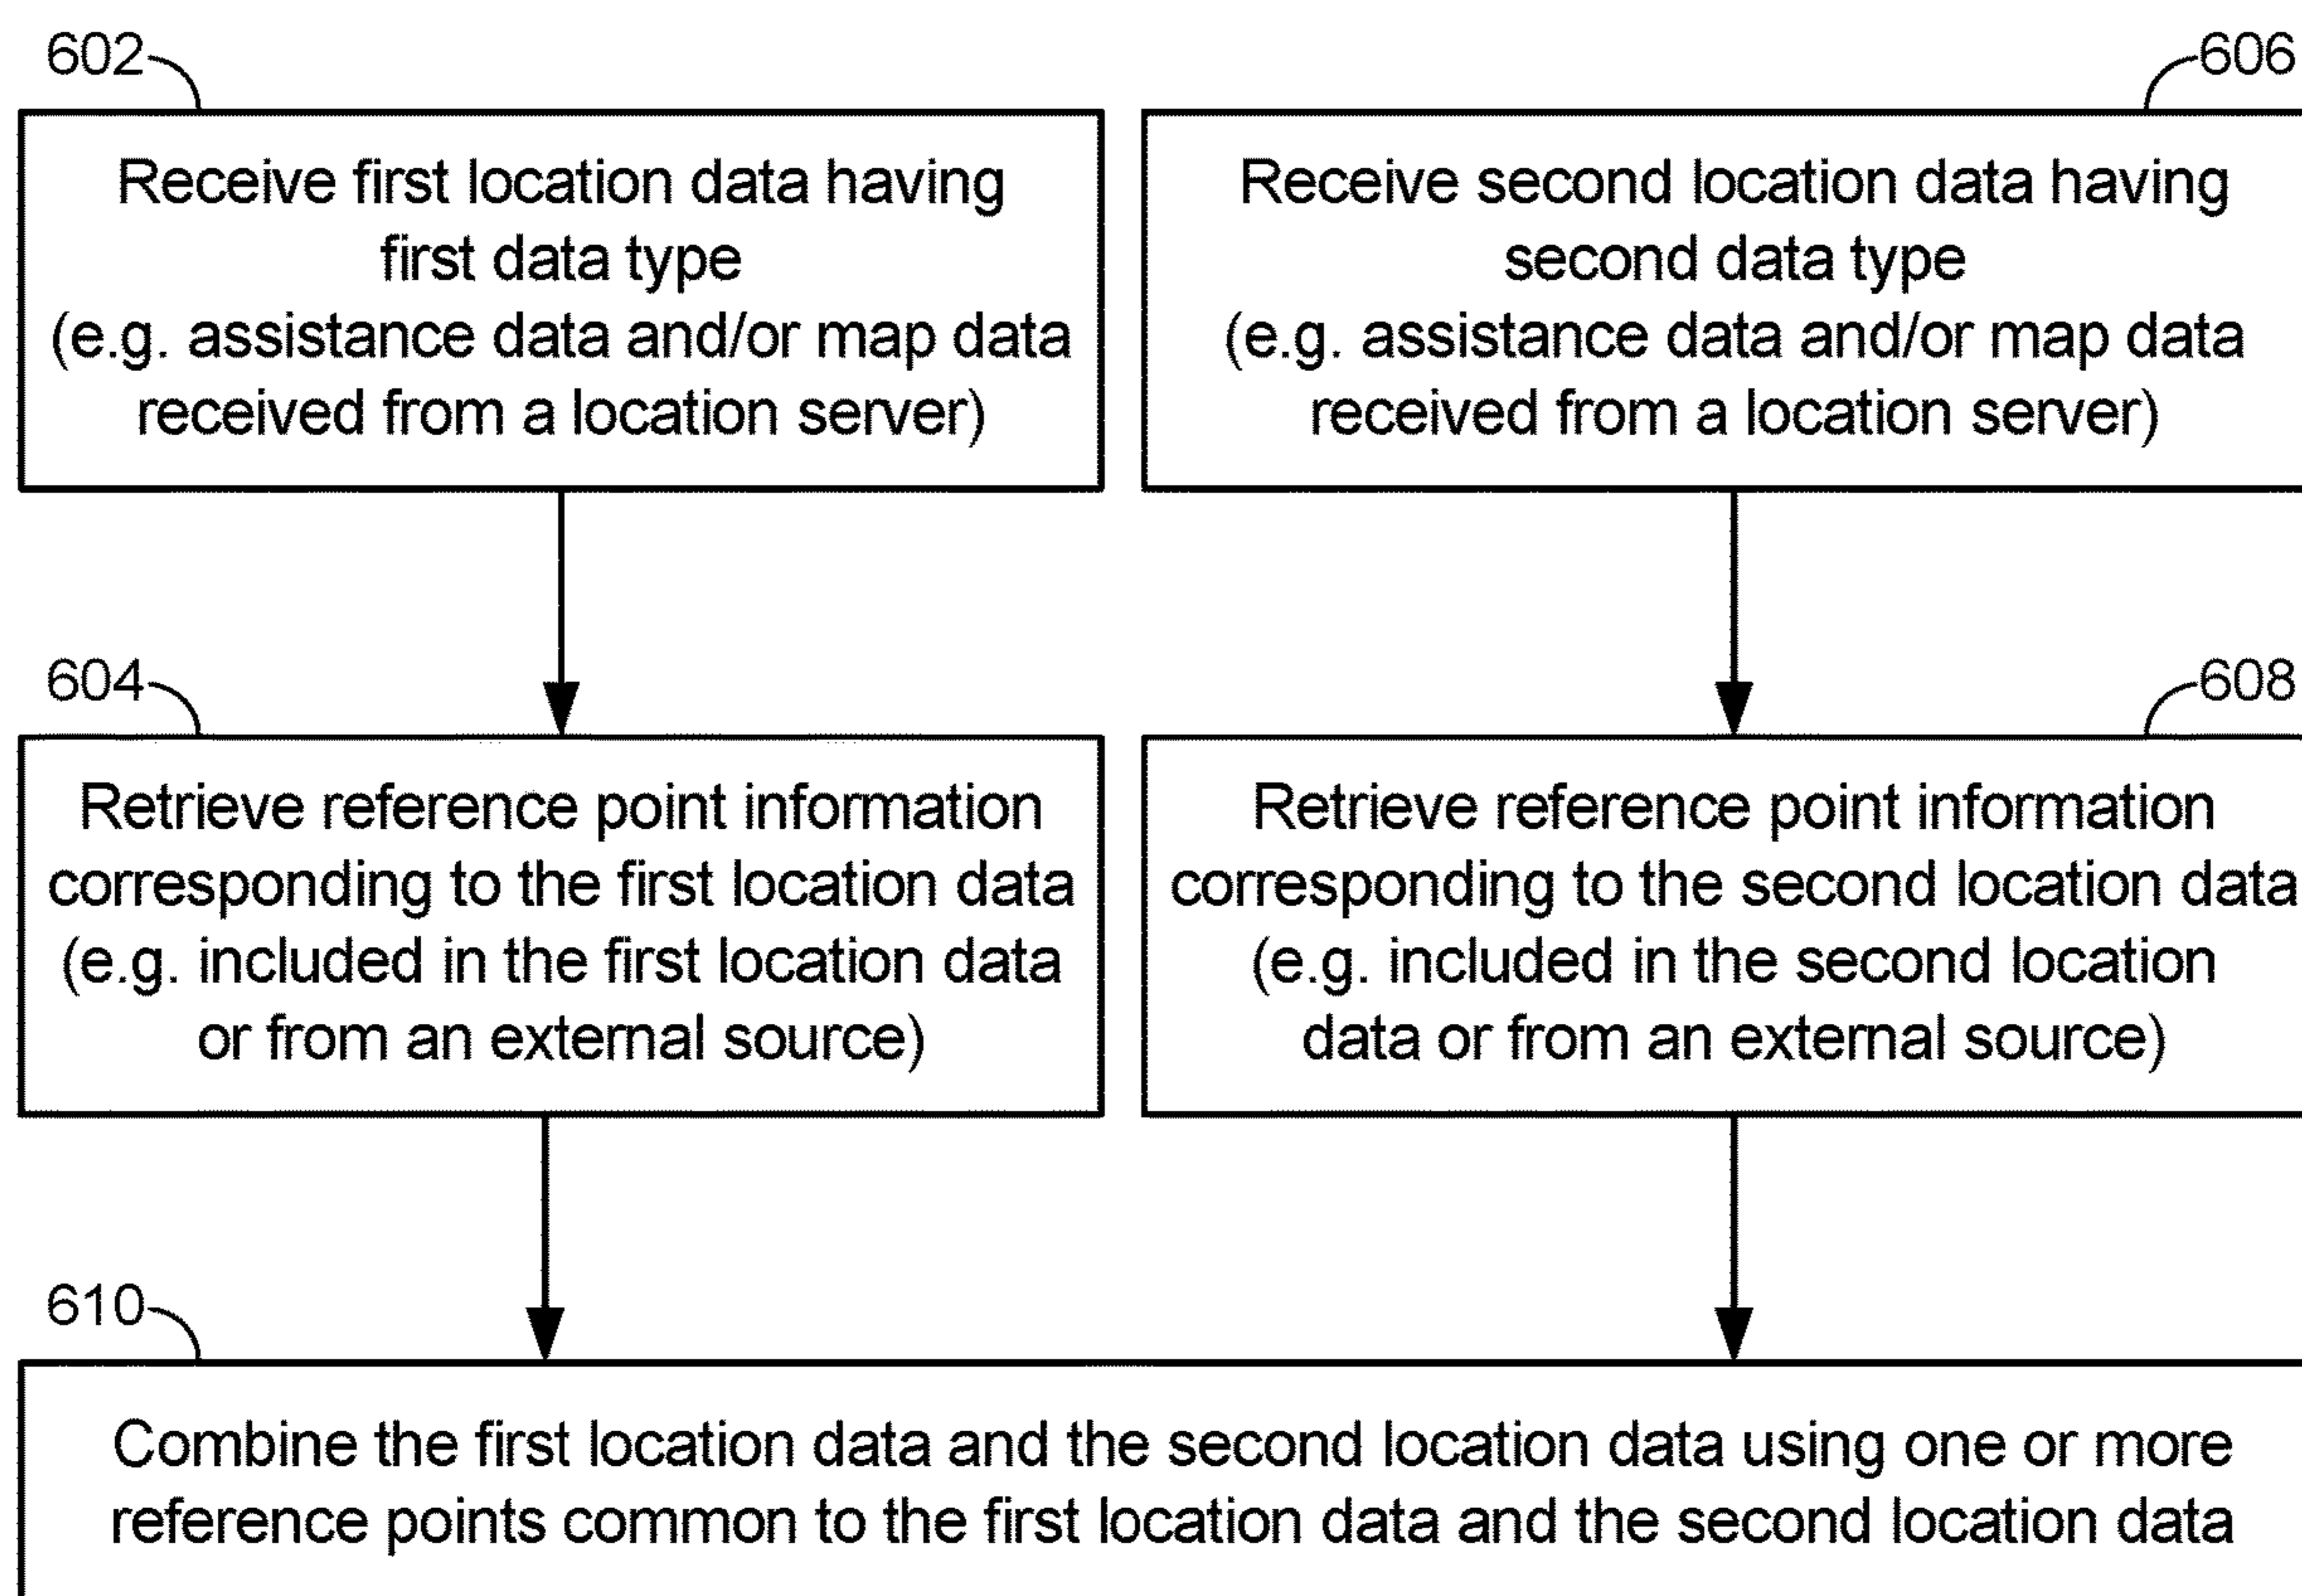 602
Receive first location data having
first data type
(e.g. assistance data and/or map data
received from a location server)
606
Receive second location data having
second data type
(e.g. assistance data and/or map data
received from a location server)
604
Retrieve reference point information
corresponding to the first location data
(e.g. included in the first location data
or from an external source)
608
Retrieve reference point information
corresponding to the second location data
(e.g. included in the second location
data or from an external source)
610
Combine the first location data and the second location data using one or more
reference points common to the first location data and the second location data